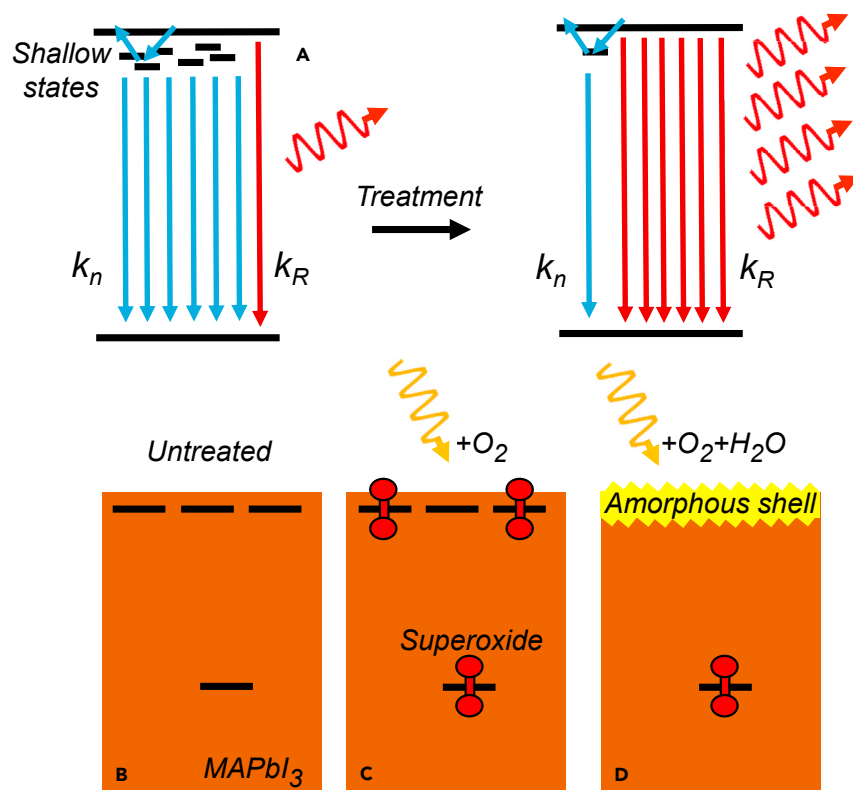 Shallow
states
A
Treatment
kn
kR
kn
kR
Untreated
+O2
+O2+H2O
Amorphous shell
Superoxide
B
MAPbI3
C
D